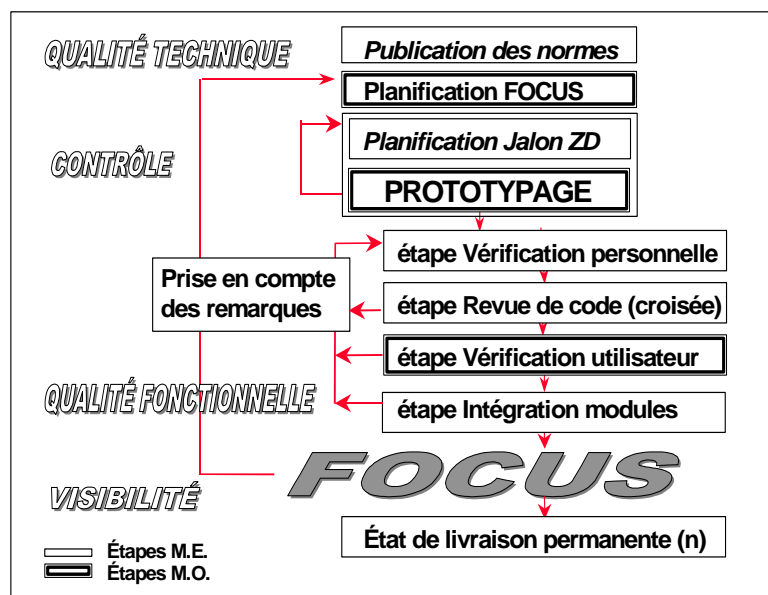 QUALITÉ TECHNIQUE
Publication des normes
Planification FOCUS
CONTRÔLE
Planification Jalon ZD
PROTOTYPAGE
étape Vérification personnelle
Prise en compte
des remarques
étape Revue de code (croisée)
étape Vérification utilisateur
QUALITÉ FONCTIONNELLE
étape Intégration modules
FOCUS
VISIBILITÉ
État de livraison permanente (n)
Étapes M.E.
Étapes M.O.